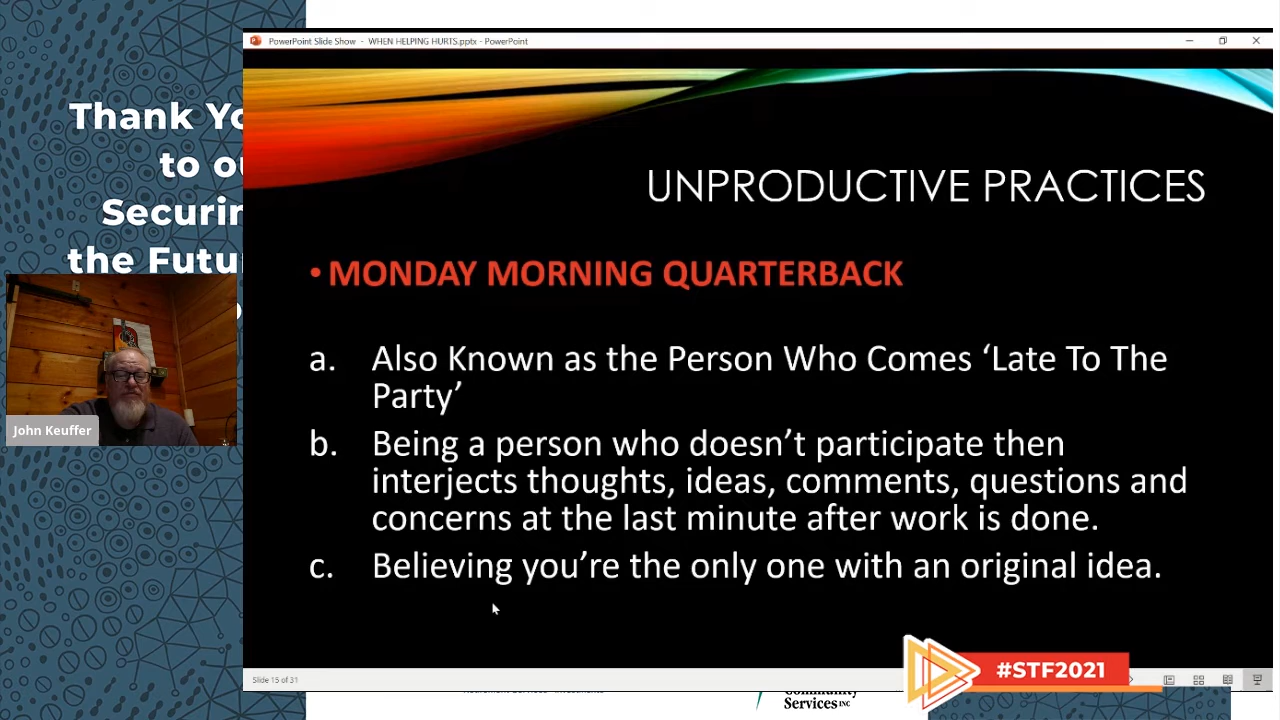 PowerPoint Slide Show - WHEN HELPING HURTS.pptx - PowerPoint
Thank Yo
to ou
Securin
the Futu
UNPRODUCTIVE PRACTICES
• MONDAY MORNING QUARTERBACK
a. Also Known as the Person Who Comes ‘Late To The
Party’
b. Being a person who doesn’t participate then
interjects thoughts, ideas, comments, questions and
concerns at the last minute after work is done.
c. Believing you’re the only one with an original idea.
John Keuffer
#STF2021
Slide 15 of 31
Community
Services INC